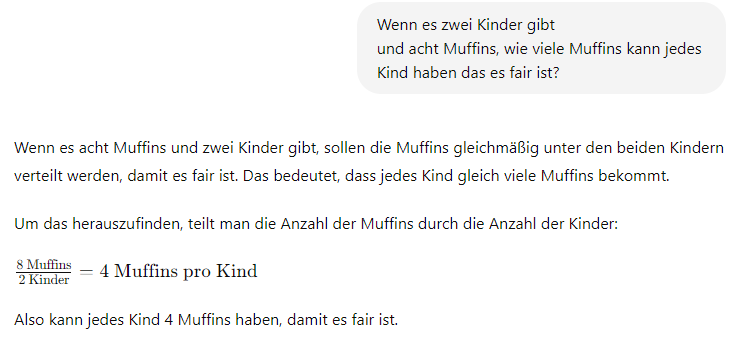 Wenn es zwei Kinder gibt
und acht Muffins, wie viele Muffins kann jedes
Kind haben das es fair ist?
Wenn es acht Muffins und zwei Kinder gibt, sollen die Muffins gleichmäßig unter den beiden Kindern
verteilt werden, damit es fair ist. Das bedeutet, dass jedes Kind gleich viele Muffins bekommt.
Um das herauszufinden, teilt man die Anzahl der Muffins durch die Anzahl der Kinder:
8 Muffins
2 Kinder
= 4 Muffins pro Kind
Also kann jedes Kind 4 Muffins haben, damit es fair ist.